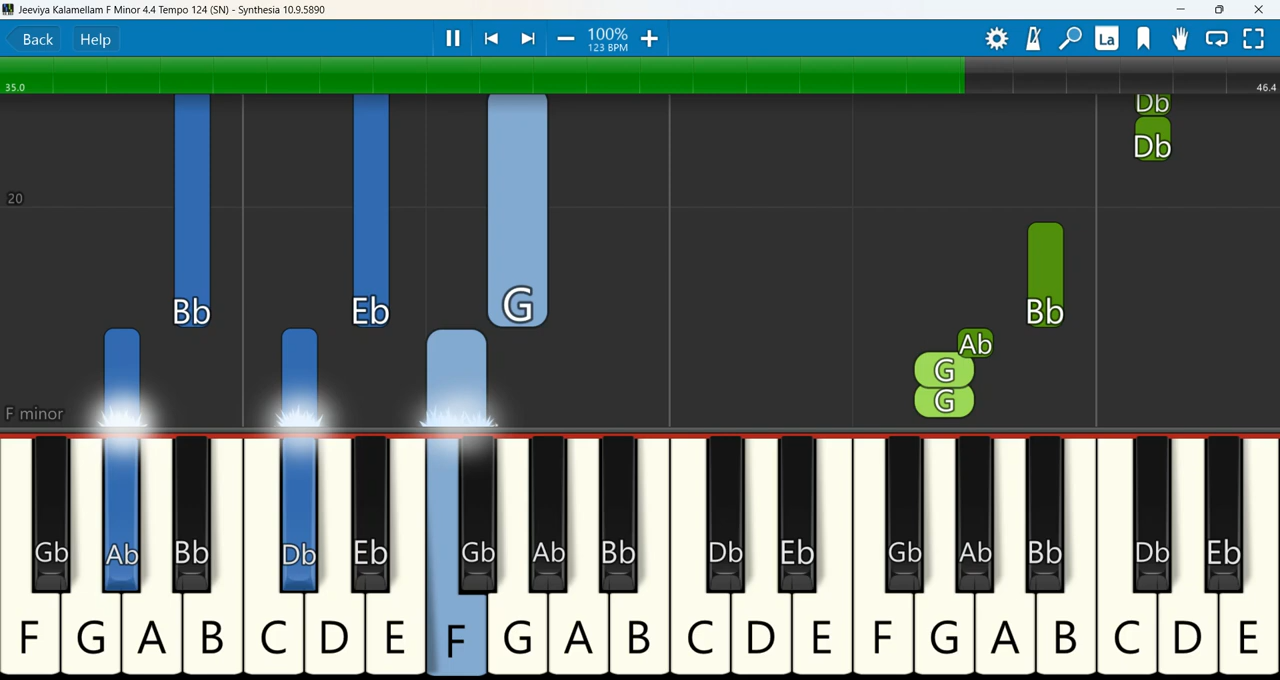 Jeeviya Kalamellam F Minor 4.4 Tempo 124 (SN) - Synthesia 10.9.5890
Back Help 100% La
123 BPM
35.0 46.4
Db
Db
20
Bb Eb G Bb
Ab
G
G
F minor
Gb Ab Bb Db Eb Gb Ab Bb Db Eb Gb Ab Bb Db Eb
F G A B C D E F G A B C D E F G A B C D E